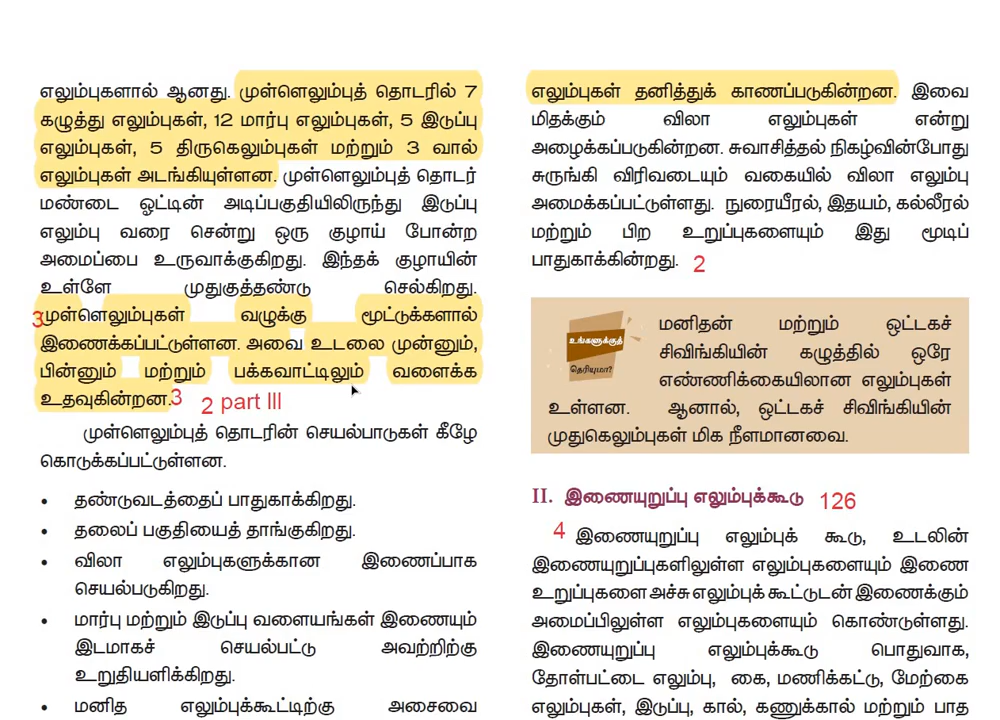 எலும்புகளால் ஆனது. முள்ளெலும்புத் தொடரில் 7
கழுத்து எலும்புகள், 12 மார்பு எலும்புகள், 5 இடுப்பு
எலும்புகள், 5 திருகெலும்புகள் மற்றும் 3 வால்
எலும்புகள் அடங்கியுள்ளன. முள்ளெலும்புத் தொடர்
மண்டை ஓட்டின் அடிப்பகுதியிலிருந்து இடுப்பு
எலும்பு வரை சென்று ஒரு குழாய் போன்ற
அமைப்பை உருவாக்குகிறது. இந்தக் குழாயின்
உள்ளே முதுகுத்தண்டு செல்கிறது.
3 முள்ளெலும்புகள் வழுக்கு மூட்டுக்களால்
இணைக்கப்பட்டுள்ளன. அவை உடலை முன்னும்,
பின்னும் மற்றும் பக்கவாட்டிலும் வளைக்க
உதவுகின்றன. 3 2 part III
முள்ளெலும்புத் தொடரின் செயல்பாடுகள் கீழே
கொடுக்கப்பட்டுள்ளன.
• தண்டுவடத்தைப் பாதுகாக்கிறது.
• தலைப் பகுதியைத் தாங்குகிறது.
• விலா எலும்புகளுக்கான இணைப்பாக
செயல்படுகிறது.
• மார்பு மற்றும் இடுப்பு வளையங்கள் இணையும்
இடமாகச் செயல்பட்டு அவற்றிற்கு
உறுதியளிக்கிறது.
• மனித எலும்புக்கூட்டிற்கு அசைவை
எலும்புகள் தனித்துக் காணப்படுகின்றன. இவை
மிதக்கும் விலா எலும்புகள் என்று
அழைக்கப்படுகின்றன. சுவாசித்தல் நிகழ்வின்போது
சுருங்கி விரிவடையும் வகையில் விலா எலும்பு
அமைக்கப்பட்டுள்ளது. நுரையீரல், இதயம், கல்லீரல்
மற்றும் பிற உறுப்புகளையும் இது மூடிப்
பாதுகாக்கின்றது. 2
உங்களுக்குத்
தெரியுமா?
மனிதன் மற்றும் ஒட்டகச்
சிவிங்கியின் கழுத்தில் ஒரே
எண்ணிக்கையிலான எலும்புகள்
உள்ளன. ஆனால், ஒட்டகச் சிவிங்கியின்
முதுகெலும்புகள் மிக நீளமானவை.
II. இணையுறுப்பு எலும்புக்கூடு 126
4 இணையுறுப்பு எலும்புக் கூடு, உடலின்
இணையுறுப்புகளிலுள்ள எலும்புகளையும் இணை
உறுப்புகளை அச்சு எலும்புக் கூட்டுடன் இணைக்கும்
அமைப்பிலுள்ள எலும்புகளையும் கொண்டுள்ளது.
இணையுறுப்பு எலும்புக்கூடு பொதுவாக,
தோள்பட்டை எலும்பு, கை, மணிக்கட்டு, மேற்கை
எலும்புகள், இடுப்பு, கால், கணுக்கால் மற்றும் பாத